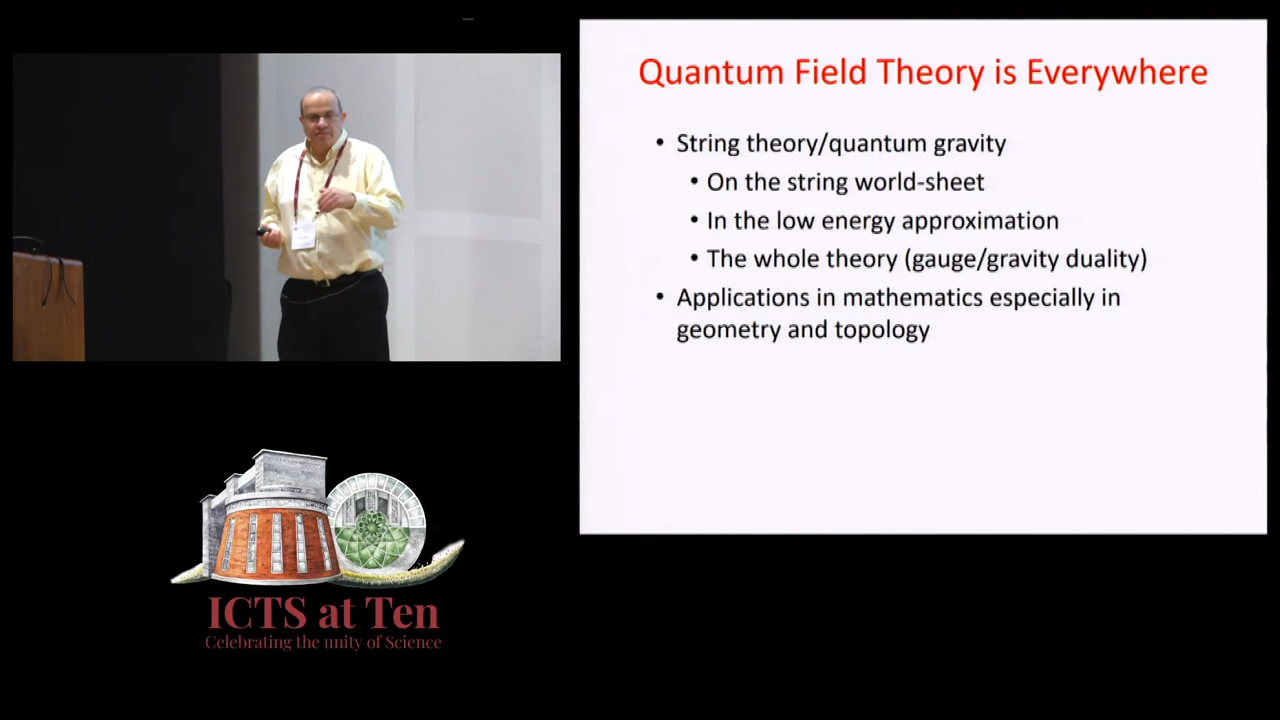 Quantum Field Theory is Everywhere
• String theory/quantum gravity
• On the string world-sheet
• In the low energy approximation
• The whole theory (gauge/gravity duality)
• Applications in mathematics especially in
geometry and topology
ICTS at Ten
Celebrating the unity of Science